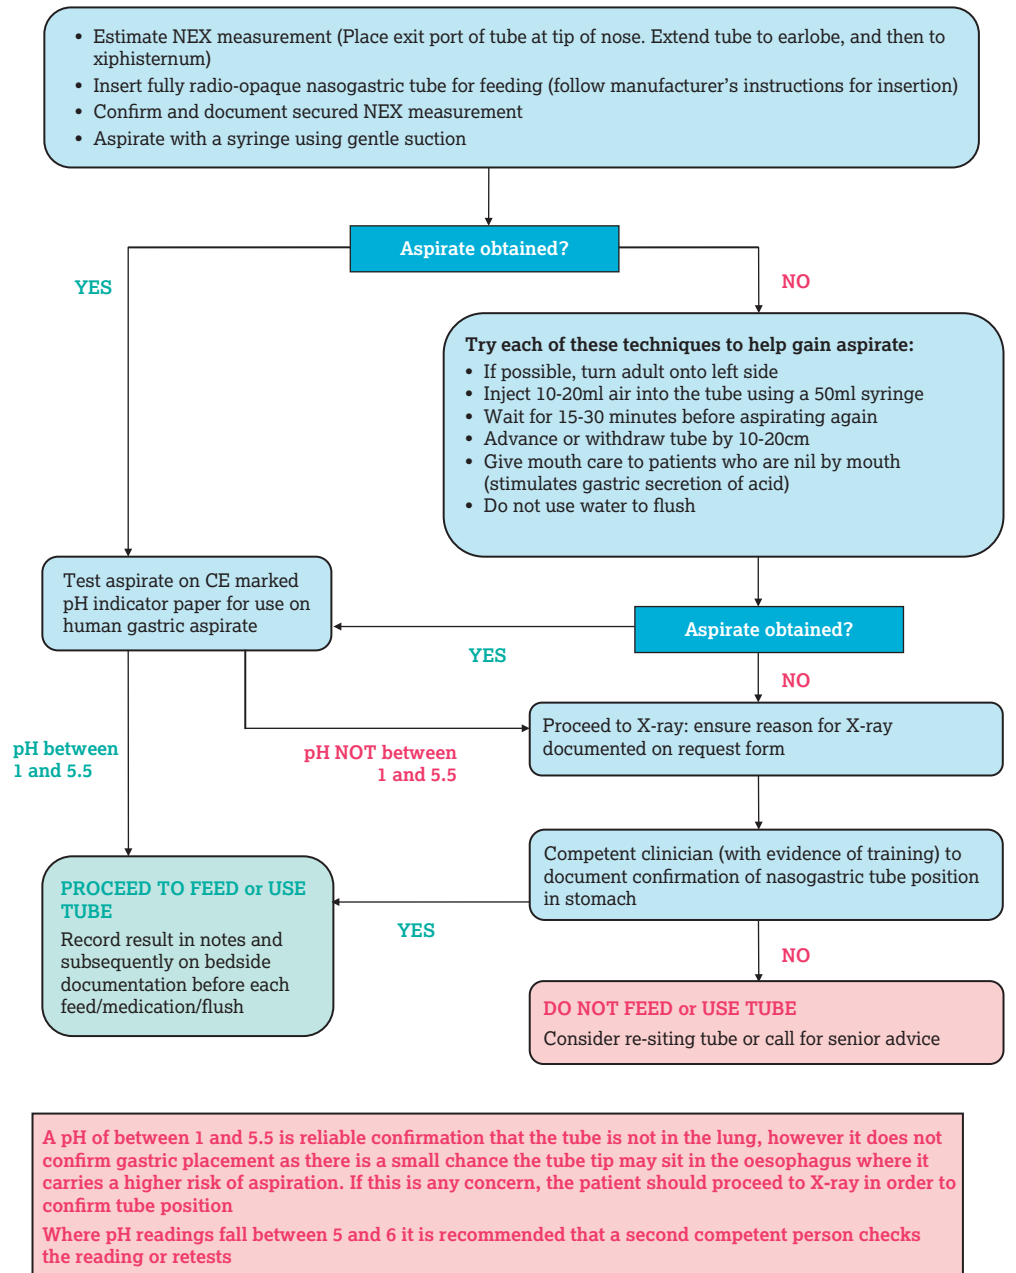 • Estimate NEX measurement (Place exit port of tube at tip of nose. Extend tube to earlobe, and then to
xiphisternum)
• Insert fully radio-opaque nasogastric tube for feeding (follow manufacturer's instructions for insertion)
• Confirm and document secured NEX measurement
• Aspirate with a syringe using gentle suction
Aspirate obtained?
YES
NO
Try each of these techniques to help gain aspirate:
• If possible, turn adult onto left side
• Inject 10-20ml air into the tube using a 50ml syringe
• Wait for 15-30 minutes before aspirating again
• Advance or withdraw tube by 10-20cm
• Give mouth care to patients who are nil by mouth
(stimulates gastric secretion of acid)
• Do not use water to flush
Test aspirate on CE marked
pH indicator paper for use on
human gastric aspirate
Aspirate obtained?
YES
NO
Proceed to X-ray: ensure reason for X-ray
documented on request form
pH between
1 and 5.5
pH NOT between
1 and 5.5
Competent clinician (with evidence of training) to
document confirmation of nasogastric tube position
in stomach
PROCEED TO FEED or USE
TUBE
Record result in notes and
subsequently on bedside
documentation before each
feed/medication/flush
YES
NO
DO NOT FEED or USE TUBE
Consider re-siting tube or call for senior advice
A pH of between 1 and 5.5 is reliable confirmation that the tube is not in the lung, however it does not
confirm gastric placement as there is a small chance the tube tip may sit in the oesophagus where it
carries a higher risk of aspiration. If this is any concern, the patient should proceed to X-ray in order to
confirm tube position
Where pH readings fall between 5 and 6 it is recommended that a second competent person checks
the reading or retests